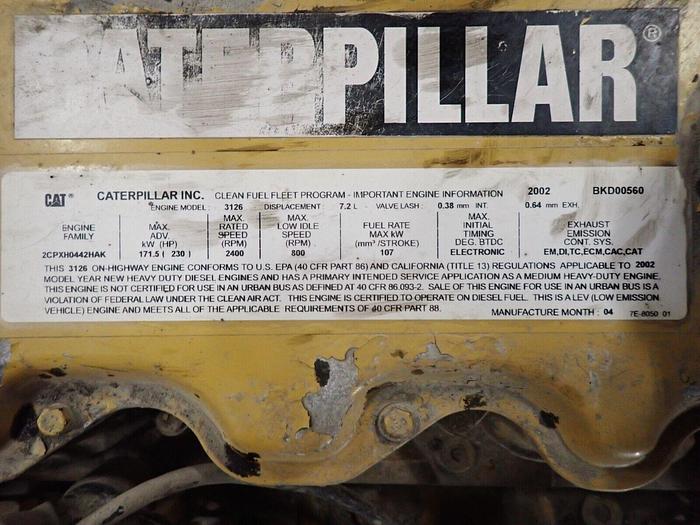 CATERPILLAR®
CAT® CATERPILLAR INC. CLEAN FUEL FLEET PROGRAM - IMPORTANT ENGINE INFORMATION 2002 BKD00560
ENGINE MODEL : 3126 DISPLACEMENT : 7.2 L VALVE LASH : 0.38 mm INT. 0.64 mm EXH.
ENGINE FAMILY
2CPXH0442HAK
MAX. ADV kW (HP)
171.5 ( 230 )
MAX. RATED SPEED (RPM)
2400
MAX. LOW IDLE SPEED (RPM)
800
FUEL RATE MAX kW (mm³/STROKE)
107
MAX. INITIAL TIMING DEG. BTDC
ELECTRONIC
EXHAUST EMISSION CONT. SYS.
EM,DI,TC,ECM,CAC,CAT
THIS 3126 ON-HIGHWAY ENGINE CONFORMS TO U.S. EPA (40 CFR PART 86) AND CALIFORNIA (TITLE 13) REGULATIONS APPLICABLE TO 2002
MODEL YEAR NEW HEAVY DUTY DIESEL ENGINES AND HAS A PRIMARY INTENDED SERVICE APPLICATION AS A MEDIUM HEAVY-DUTY ENGINE.
THIS ENGINE IS NOT CERTIFIED FOR USE IN AN URBAN BUS AS DEFINED AT 40 CFR 86.093-2. SALE OF THIS ENGINE FOR USE IN AN URBAN BUS IS A
VIOLATION OF FEDERAL LAW UNDER THE CLEAN AIR ACT. THIS ENGINE IS CERTIFIED TO OPERATE ON DIESEL FUEL. THIS IS A LEV (LOW EMISSION
VEHICLE) ENGINE AND MEETS ALL OF THE APPLICABLE REQUIREMENTS OF 40 CFR PART 88.
MANUFACTURE MONTH : 04 7E-8050 01